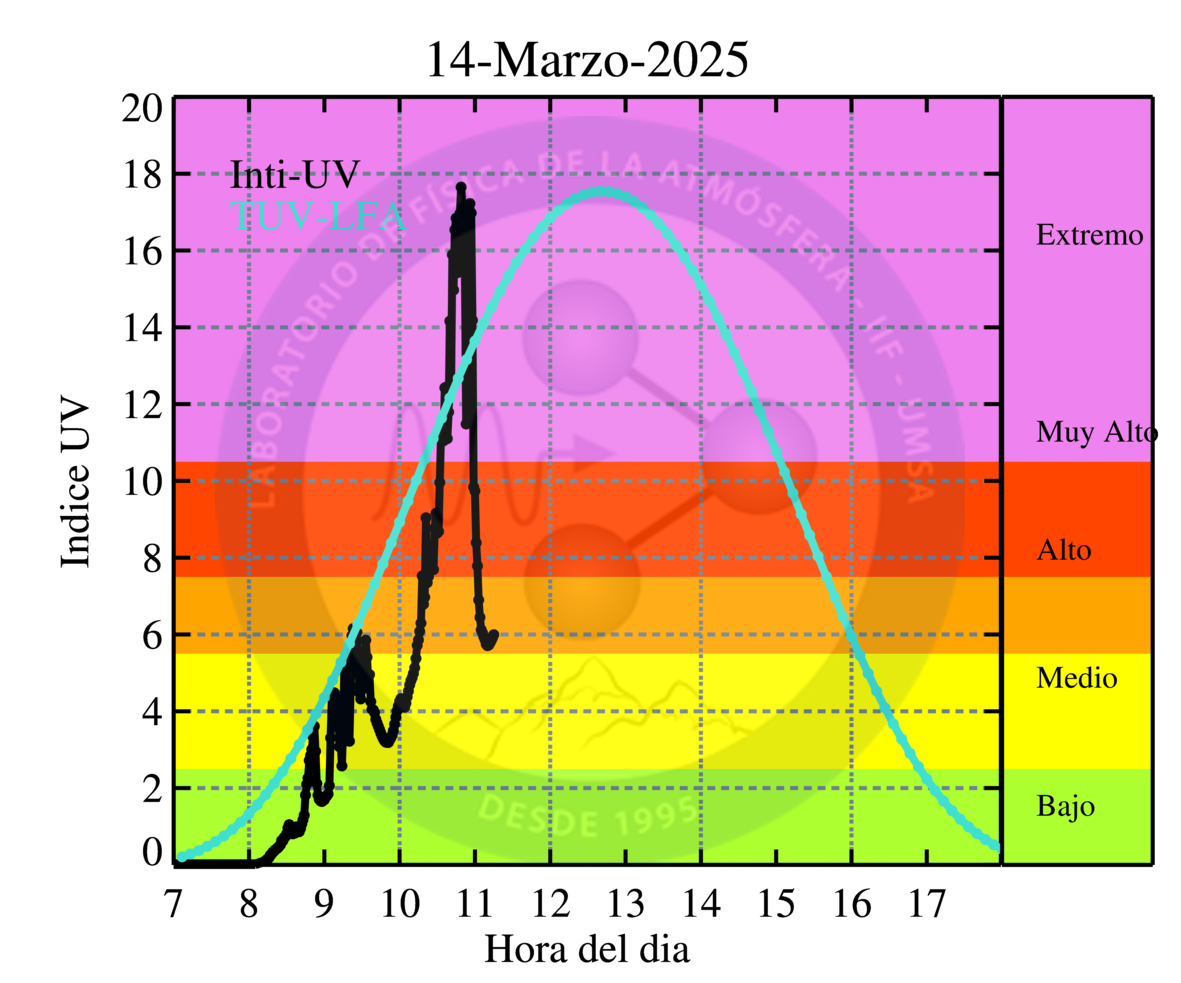 14-Marzo-2025
Inti-UV
TUV-LFA
LABORATORIO DE FÍSICA DE LA ATMÓSFERA - IIF - UMSA
DESDE 1995
Indice UV
20
18
16
14
12
10
8
6
4
2
0
Extremo
Muy Alto
Alto
Medio
Bajo
7 8 9 10 11 12 13 14 15 16 17
Hora del dia